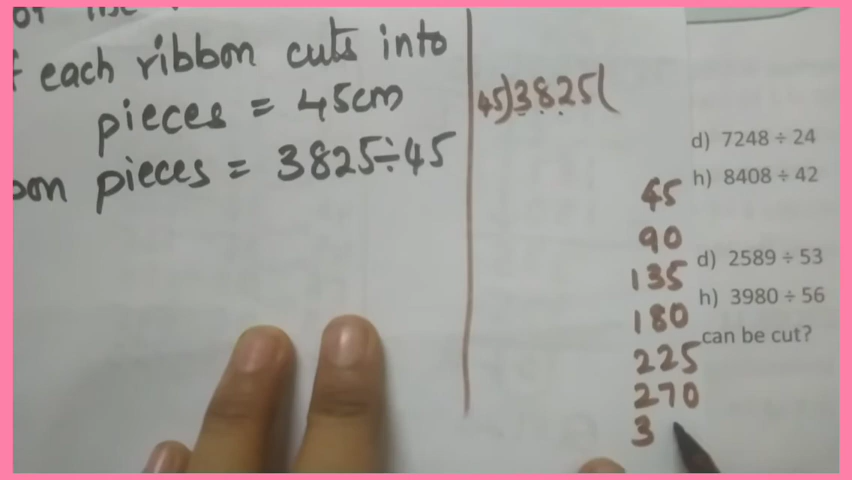 each ribbon cuts into
pieces = 45cm
pieces = 3825÷45
45)3825(
45
90
135
180
225
270
3
d) 7248 ÷ 24
h) 8408 ÷ 42
d) 2589 ÷ 53
h) 3980 ÷ 56
can be cut?